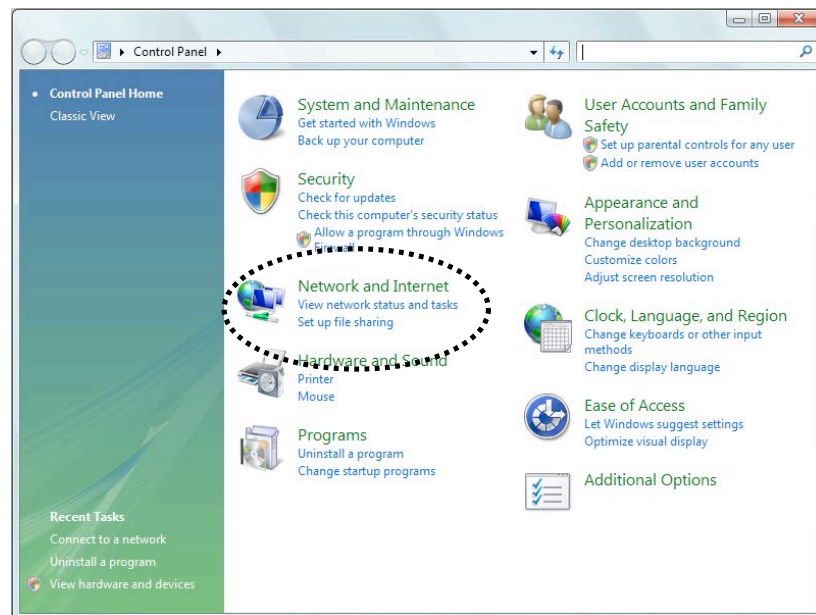 Control Panel
Control Panel Home
Classic View
Recent Tasks
Connect to a network
Uninstall a program
View hardware and devices
System and Maintenance
Get started with Windows
Back up your computer
Security
Check for updates
Check this computer's security status
Allow a program through Windows
Firewall
Network and Internet
View network status and tasks
Set up file sharing
Hardware and Sound
Printer
Mouse
Programs
Uninstall a program
Change startup programs
User Accounts and Family
Safety
Set up parental controls for any user
Add or remove user accounts
Appearance and
Personalization
Change desktop background
Customize colors
Adjust screen resolution
Clock, Language, and Region
Change keyboards or other input
methods
Change display language
Ease of Access
Let Windows suggest settings
Optimize visual display
Additional Options